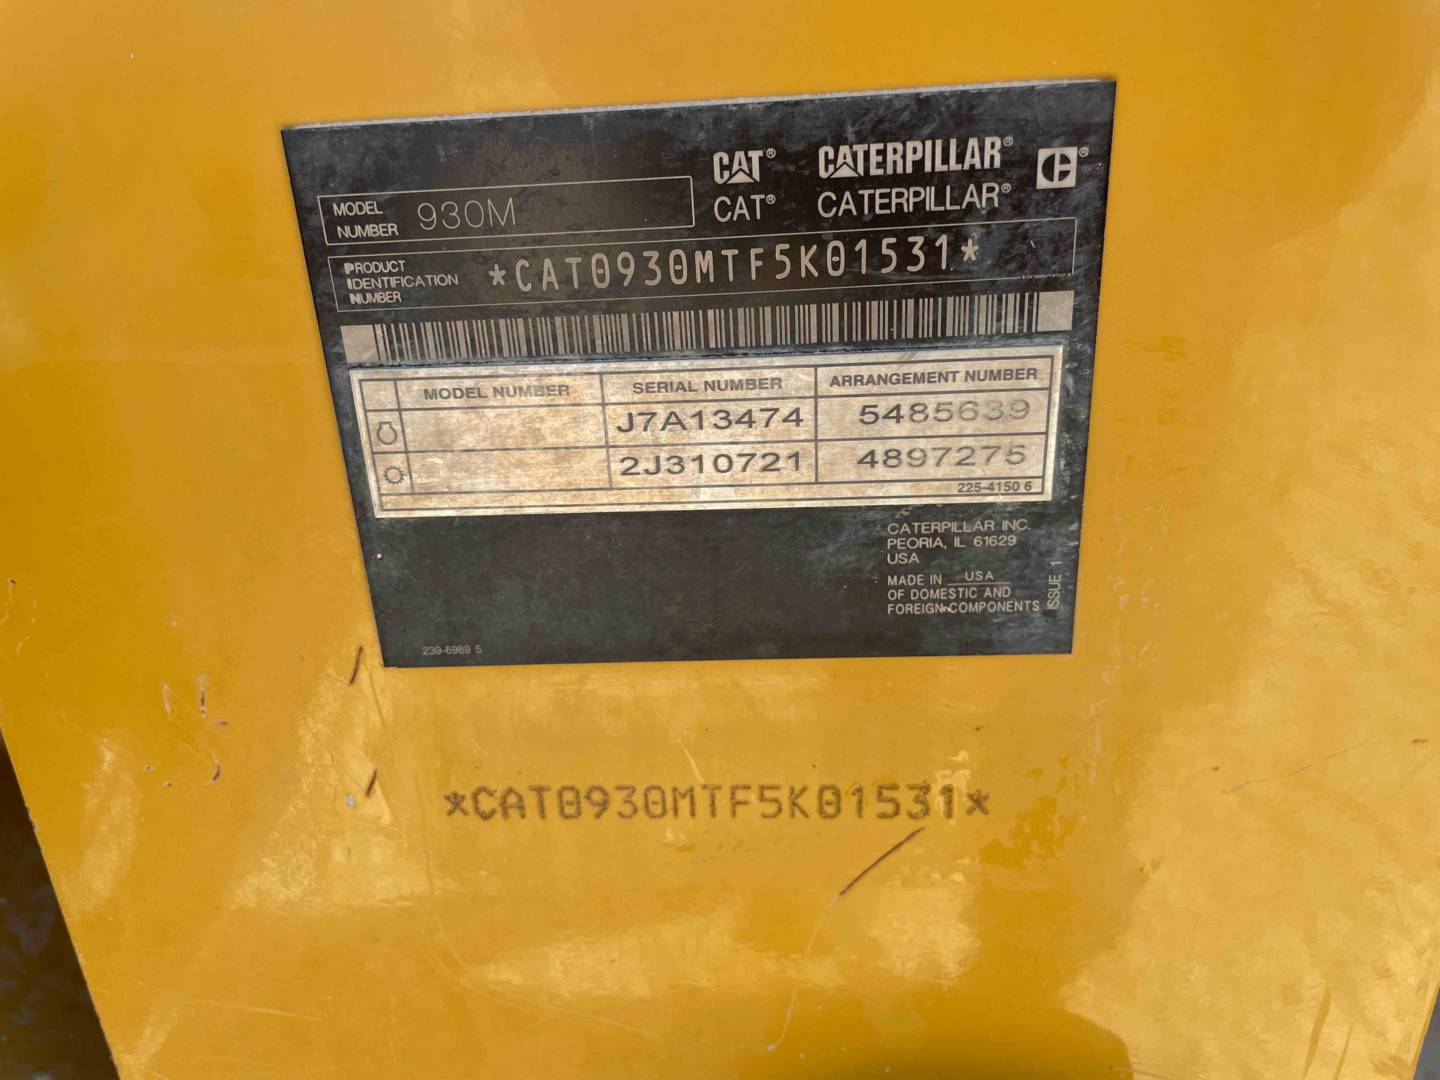 CAT® CATERPILLAR®
CAT® CATERPILLAR®
MODEL NUMBER 930M
PRODUCT IDENTIFICATION NUMBER *CAT0930MTF5K01531*
MODEL NUMBER SERIAL NUMBER ARRANGEMENT NUMBER
J7A13474 5485639
2J310721 4897275
225-4150 6
CATERPILLAR INC.
PEORIA, IL 61629
USA
MADE IN USA
OF DOMESTIC AND
FOREIGN COMPONENTS
ISSUE 1
239-6989 5
*CAT0930MTF5K01531*